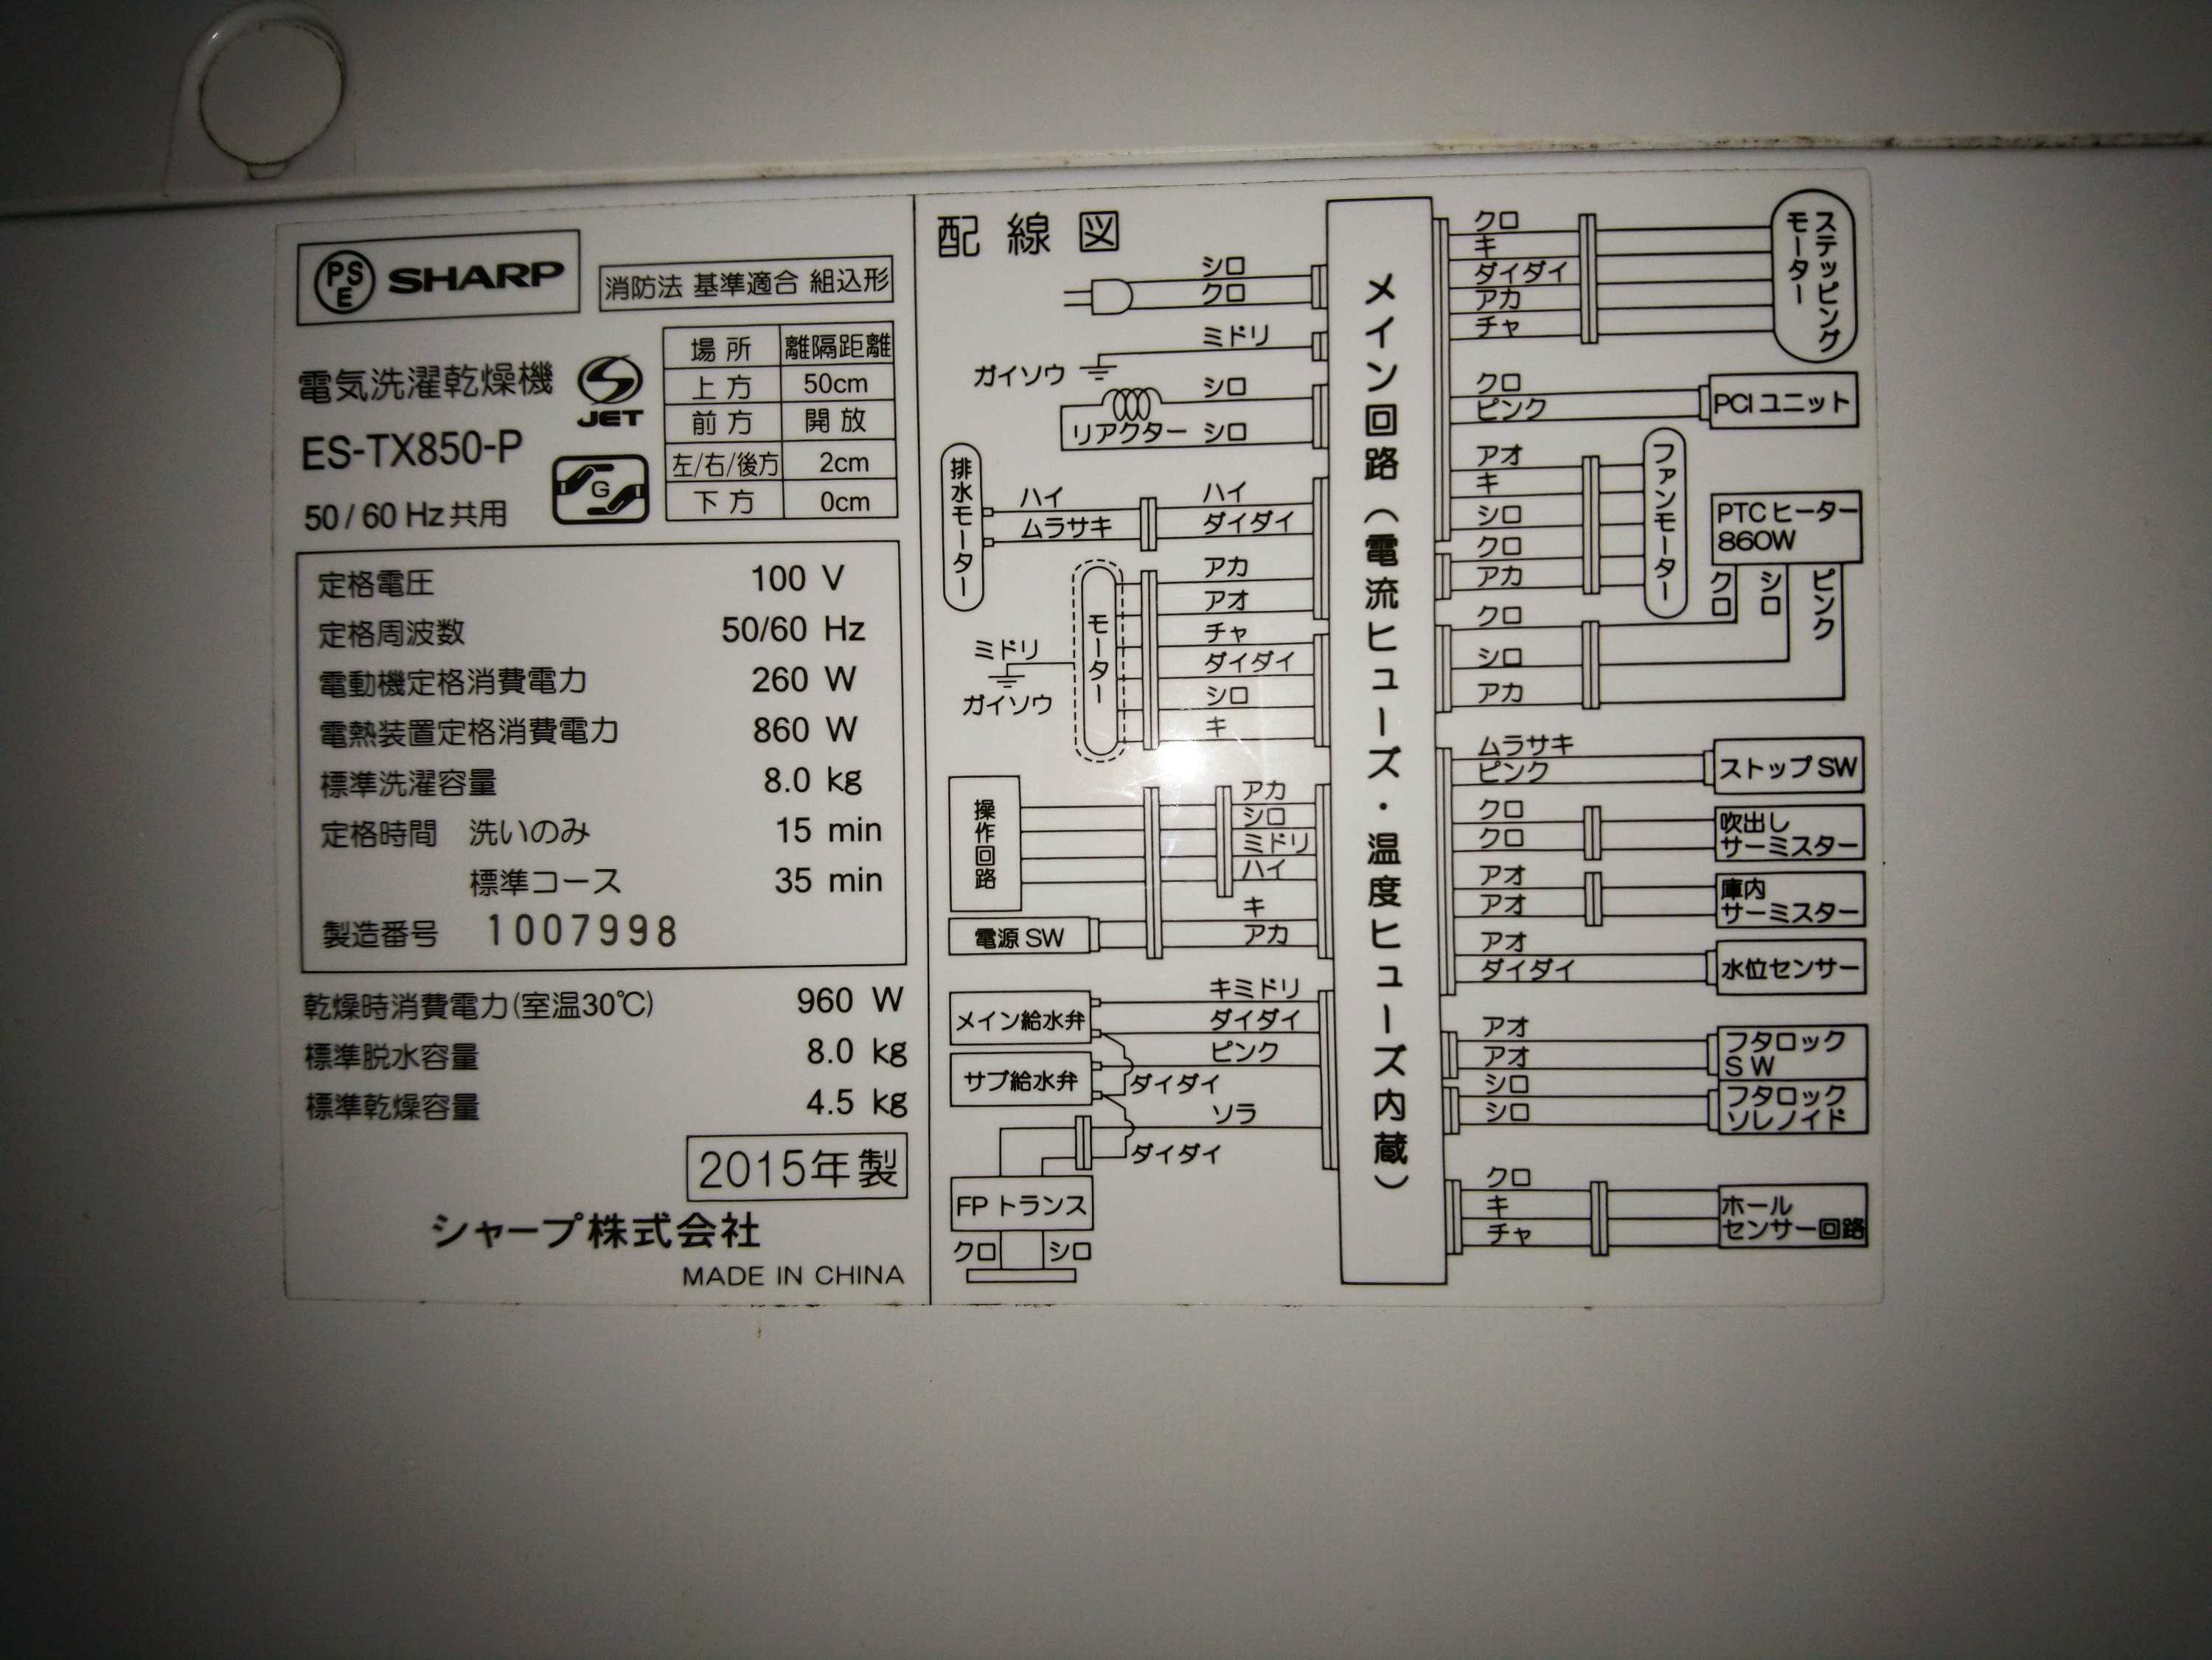 PS
E
SHARP
消防法 基準適合 組込形
電気洗濯乾燥機
JET
ES-TX850-P
G
50/60 Hz共用
場所 離隔距離
上方 50cm
前方 開放
左/右/後方 2cm
下方 0cm
定格電圧 100 V
定格周波数 50/60 Hz
電動機定格消費電力 260 W
電熱装置定格消費電力 860 W
標準洗濯容量 8.0 kg
定格時間 洗いのみ 15 min
標準コース 35 min
製造番号 1007998
乾燥時消費電力(室温30℃) 960 W
標準脱水容量 8.0 kg
標準乾燥容量 4.5 kg
2015年製
シャープ株式会社
MADE IN CHINA
配線図
シロ
クロ
ミドリ
ガイソウ
シロ
リアクター シロ
排水モーター
ハイ ハイ
ムラサキ ダイダイ
モーター
アカ
アオ
チャ
ミドリ
ダイダイ
ガイソウ
シロ
キ
操作回路
アカ
シロ
ミドリ
ハイ
キ
電源 SW アカ
キミドリ
メイン給水弁 ダイダイ
ピンク
サブ給水弁 ダイダイ
ソラ
ダイダイ
FPトランス
クロ シロ
メイン回路(電流ヒューズ・温度ヒューズ内蔵)
クロ
キ
ダイダイ
アカ
チャ
ステッピング
モーター
クロ
ピンク
PCIユニット
アオ
キ
シロ
クロ
アカ
ファンモーター
PTCヒーター
860W
クロ シロ ピンク
クロ
シロ
アカ
ムラサキ
ピンク
ストップSW
クロ
クロ
吹出し
サーミスター
アオ
アオ
庫内
サーミスター
アオ
ダイダイ
水位センサー
アオ
アオ
フタロック
SW
シロ
シロ
フタロック
ソレノイド
クロ
キ
チャ
ホール
センサー回路